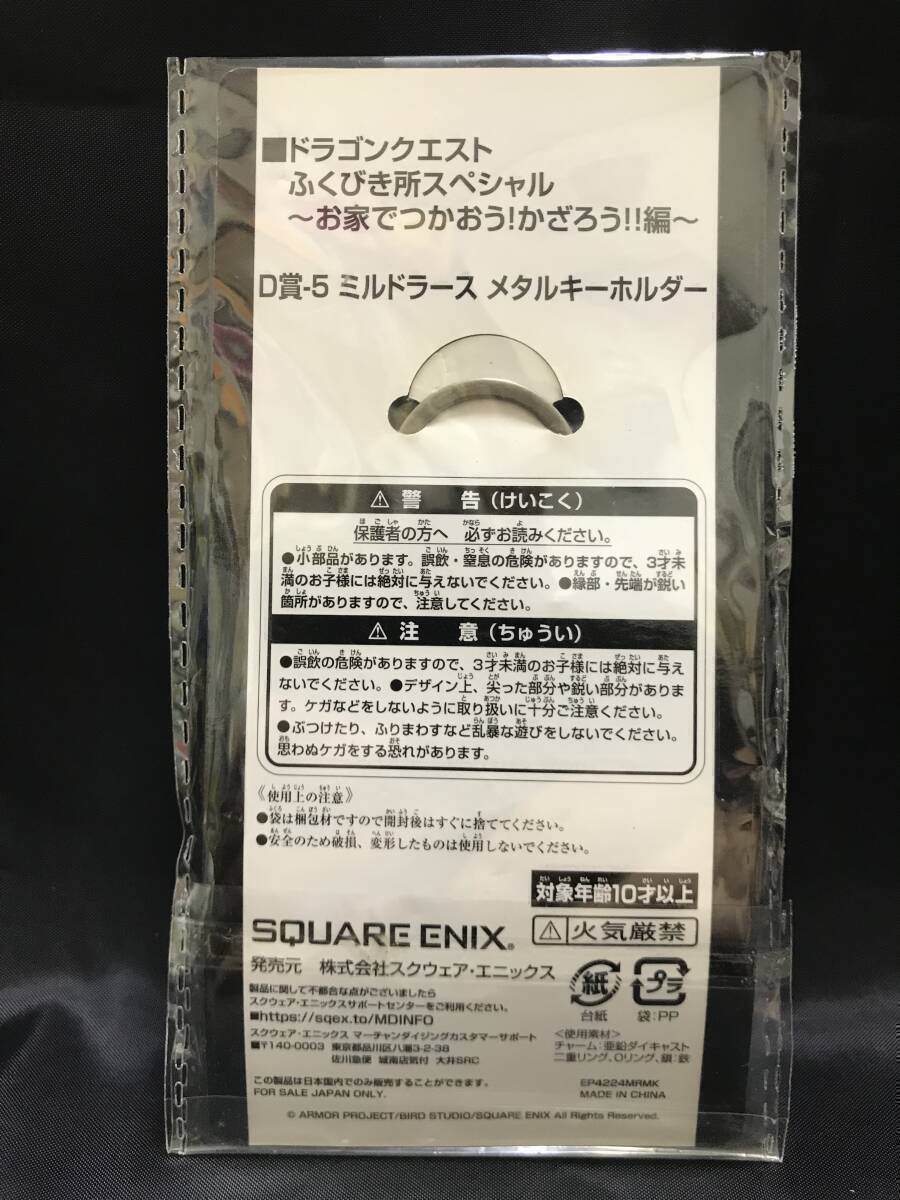 ■ドラゴンクエスト
ふくびき所スペシャル
～お家でつかおう!かざろう!!編～
D賞-5 ミルドラース メタルキーホルダー
⚠ 警 告(けいこく)
保護者の方へ 必ずお読みください。
●小部品があります。誤飲・窒息の危険がありますので、3才未
満のお子様には絶対に与えないでください。●縁部・先端が鋭い
箇所がありますので、注意してください。
⚠ 注 意(ちゅうい)
●誤飲の危険がありますので、3才未満のお子様には絶対に与え
ないでください。●デザイン上、尖った部分や鋭い部分がありま
す。ケガなどをしないように取り扱いに十分ご注意ください。
●ぶつけたり、ふりまわすなど乱暴な遊びをしないでください。
思わぬケガをする恐れがあります。
《使用上の注意》
●袋は梱包材ですので開封後はすぐに捨ててください。
●安全のため破損、変形したものは使用しないでください。
対象年齢10才以上
SQUARE ENIX®
⚠火気厳禁
発売元 株式会社スクウェア・エニックス
紙 プラ
台紙 袋:PP
製品に関して不都合な点がございましたら
スクウェア・エニックスサポートセンターをご利用ください。
■https://sqex.to/MDINFO
スクウェア・エニックス マーチャンダイジングカスタマーサポート
■〒140-0003 東京都品川区八潮3-2-38
佐川急便 城南店気付 大井SRC
<使用素材>
チャーム:亜鉛ダイキャスト
二重リング、Oリング、鎖:鉄
この製品は日本国内でのみ販売することができます。
FOR SALE JAPAN ONLY.
EP4224MRMK
MADE IN CHINA
© ARMOR PROJECT/BIRD STUDIO/SQUARE ENIX All Rights Reserved.